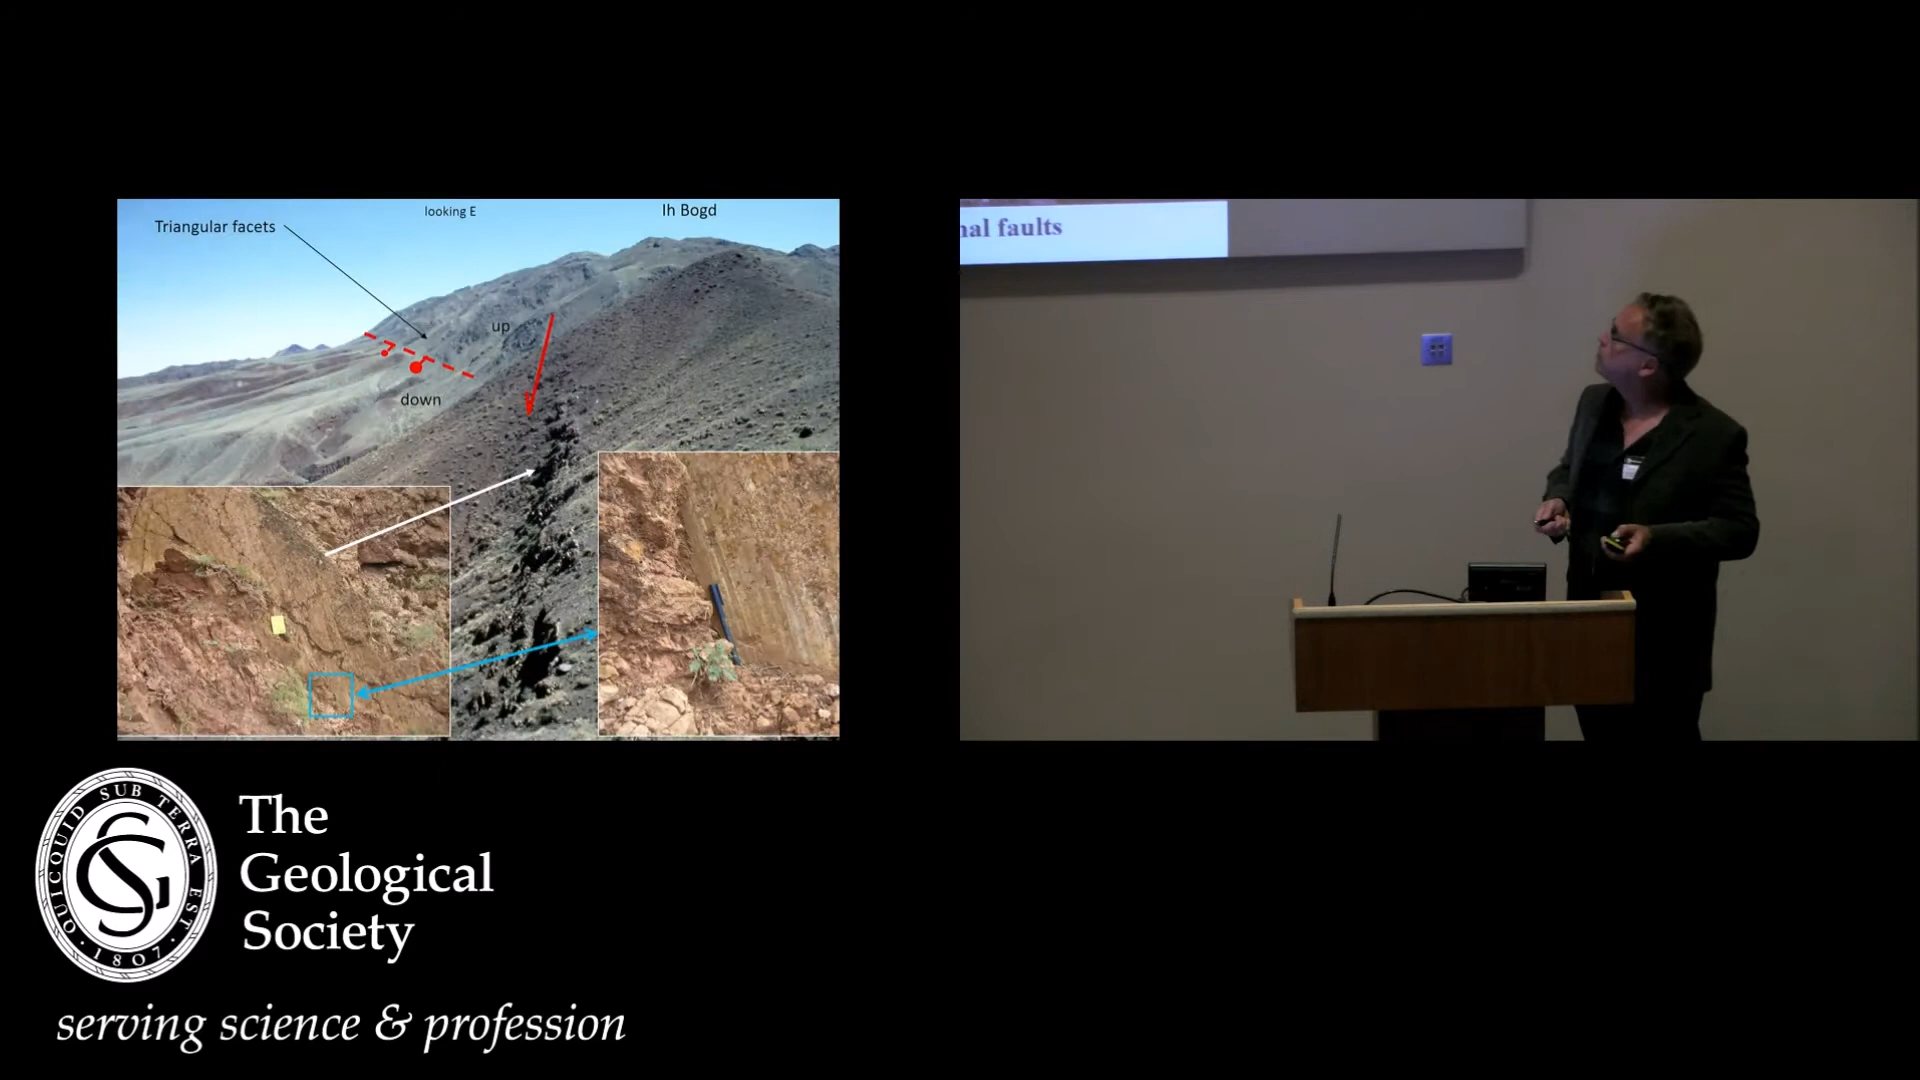 looking E
Ih Bogd
Triangular facets
up
down
nal faults
QUICQUID SUB TERRA EST
1807
The
Geological
Society
serving science & profession